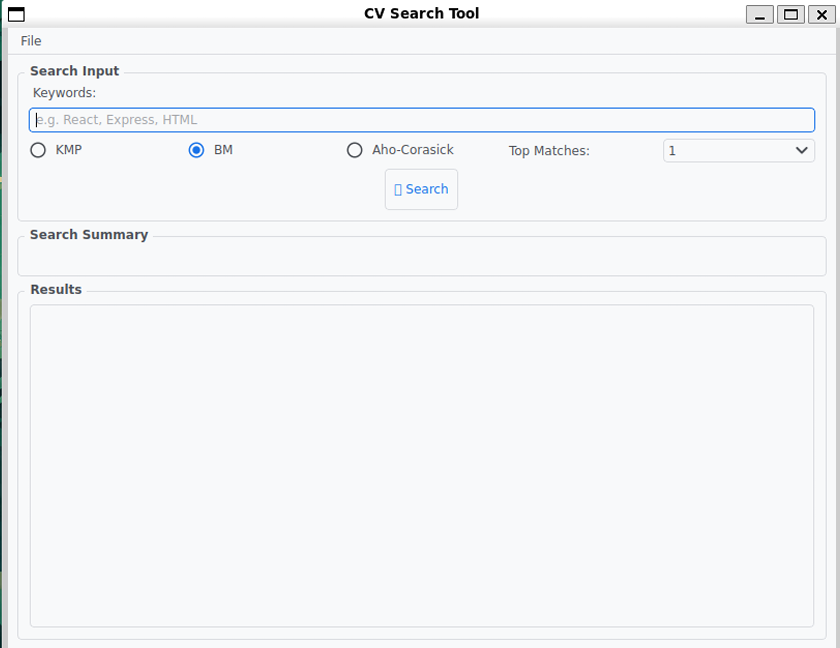 CV Search Tool
File
Search Input
Keywords:
e.g. React, Express, HTML
KMP BM Aho-Corasick Top Matches: 1
Search
Search Summary
Results